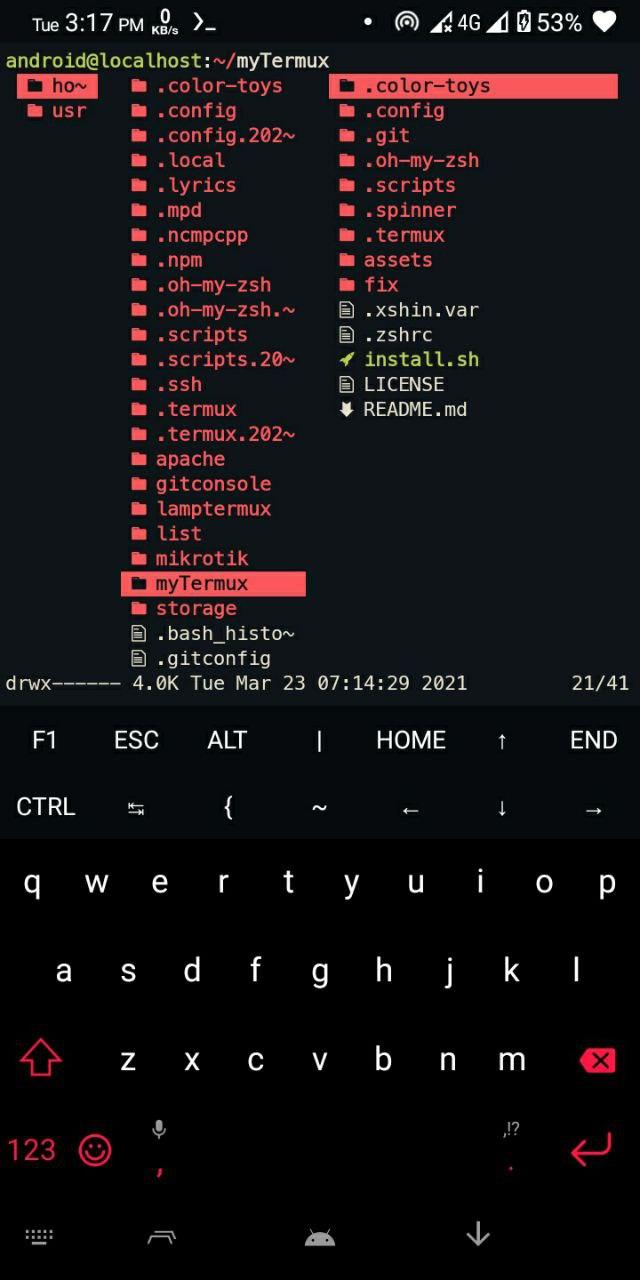 Tue 3:17 PM 0 KB/s 4G 53%
android@localhost:~/myTermux
ho~ .color-toys .color-toys
usr .config .config
.config.202~ .git
.local .oh-my-zsh
.lyrics .scripts
.mpd .spinner
.ncmpcpp .termux
.npm assets
.oh-my-zsh fix
.oh-my-zsh.~ .xshin.var
.scripts .zshrc
.scripts.20~ install.sh
.ssh LICENSE
.termux README.md
.termux.202~
apache
gitconsole
lamptermux
list
mikrotik
myTermux
storage
.bash_histo~
.gitconfig
drwx------ 4.0K Tue Mar 23 07:14:29 2021 21/41
F1 ESC ALT | HOME ↑ END
CTRL ↹ { ~ ← ↓ →
q w e r t y u i o p
a s d f g h j k l
z x c v b n m
,!?
123 , .